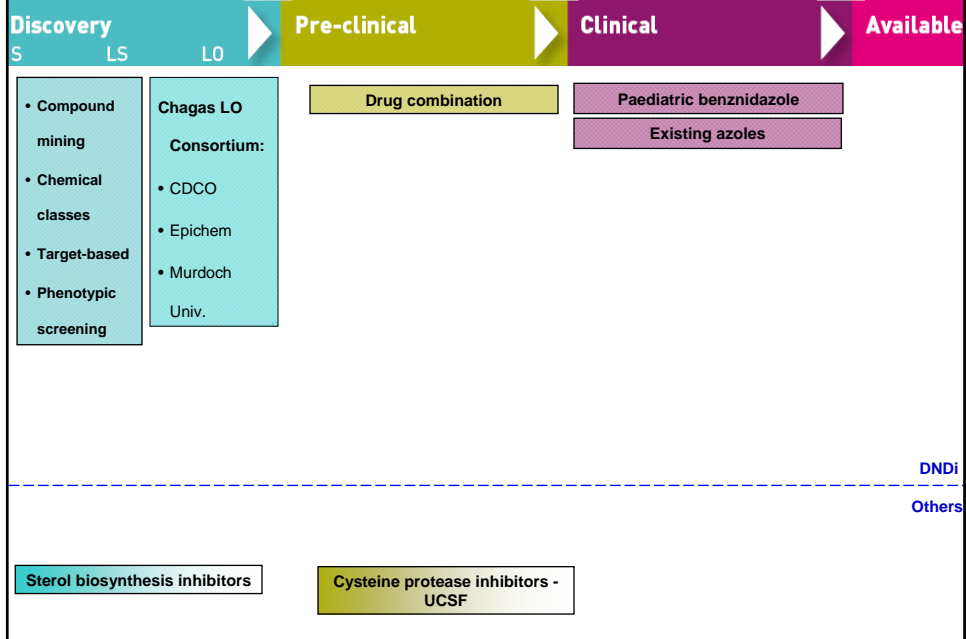 Discovery
S LS LO
Pre-clinical
Clinical
Available
• Compound
mining
• Chemical
classes
• Target-based
• Phenotypic
screening
Chagas LO
Consortium:
• CDCO
• Epichem
• Murdoch
Univ.
Drug combination
Paediatric benznidazole
Existing azoles
DNDi
Others
Sterol biosynthesis inhibitors
Cysteine protease inhibitors -
UCSF